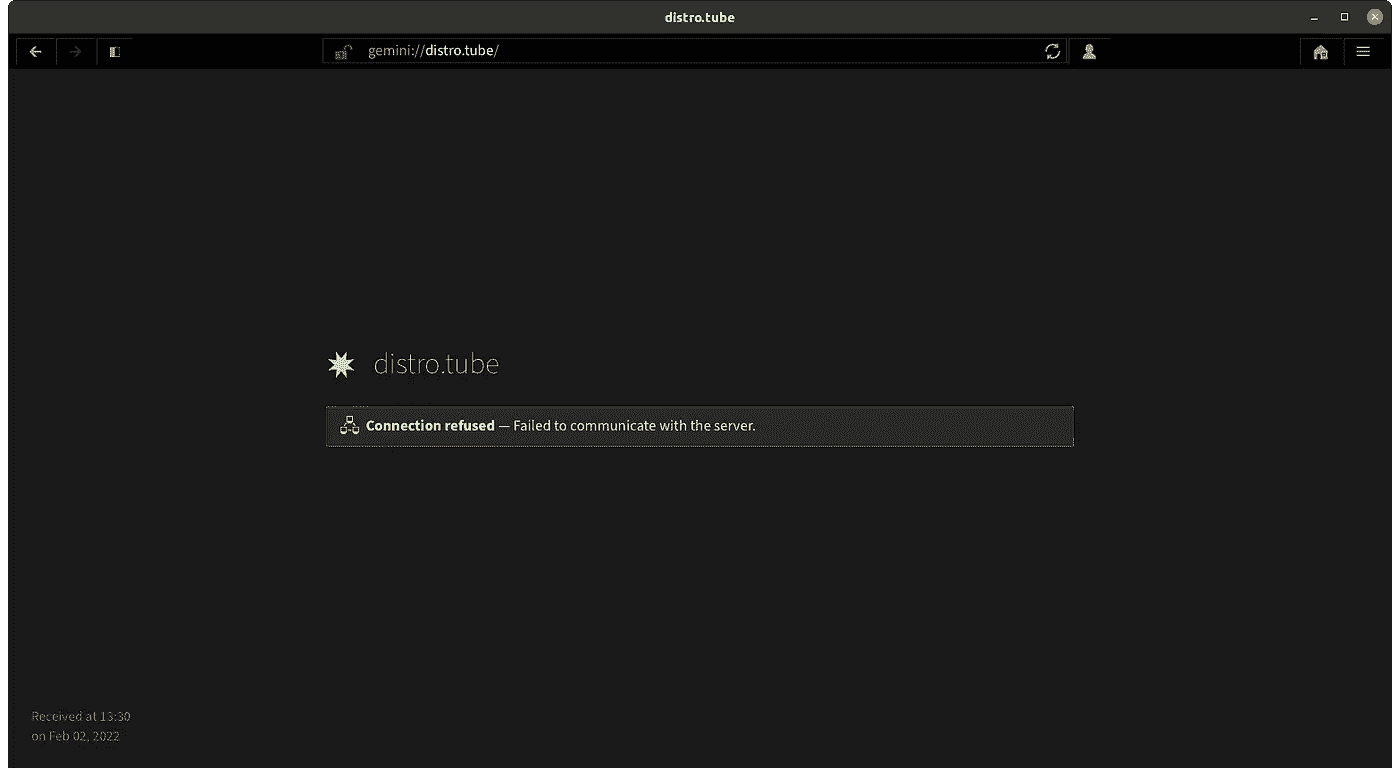 distro.tube
gemini://distro.tube/
distro.tube
Connection refused — Failed to communicate with the server.
Received at 13:30
on Feb 02, 2022